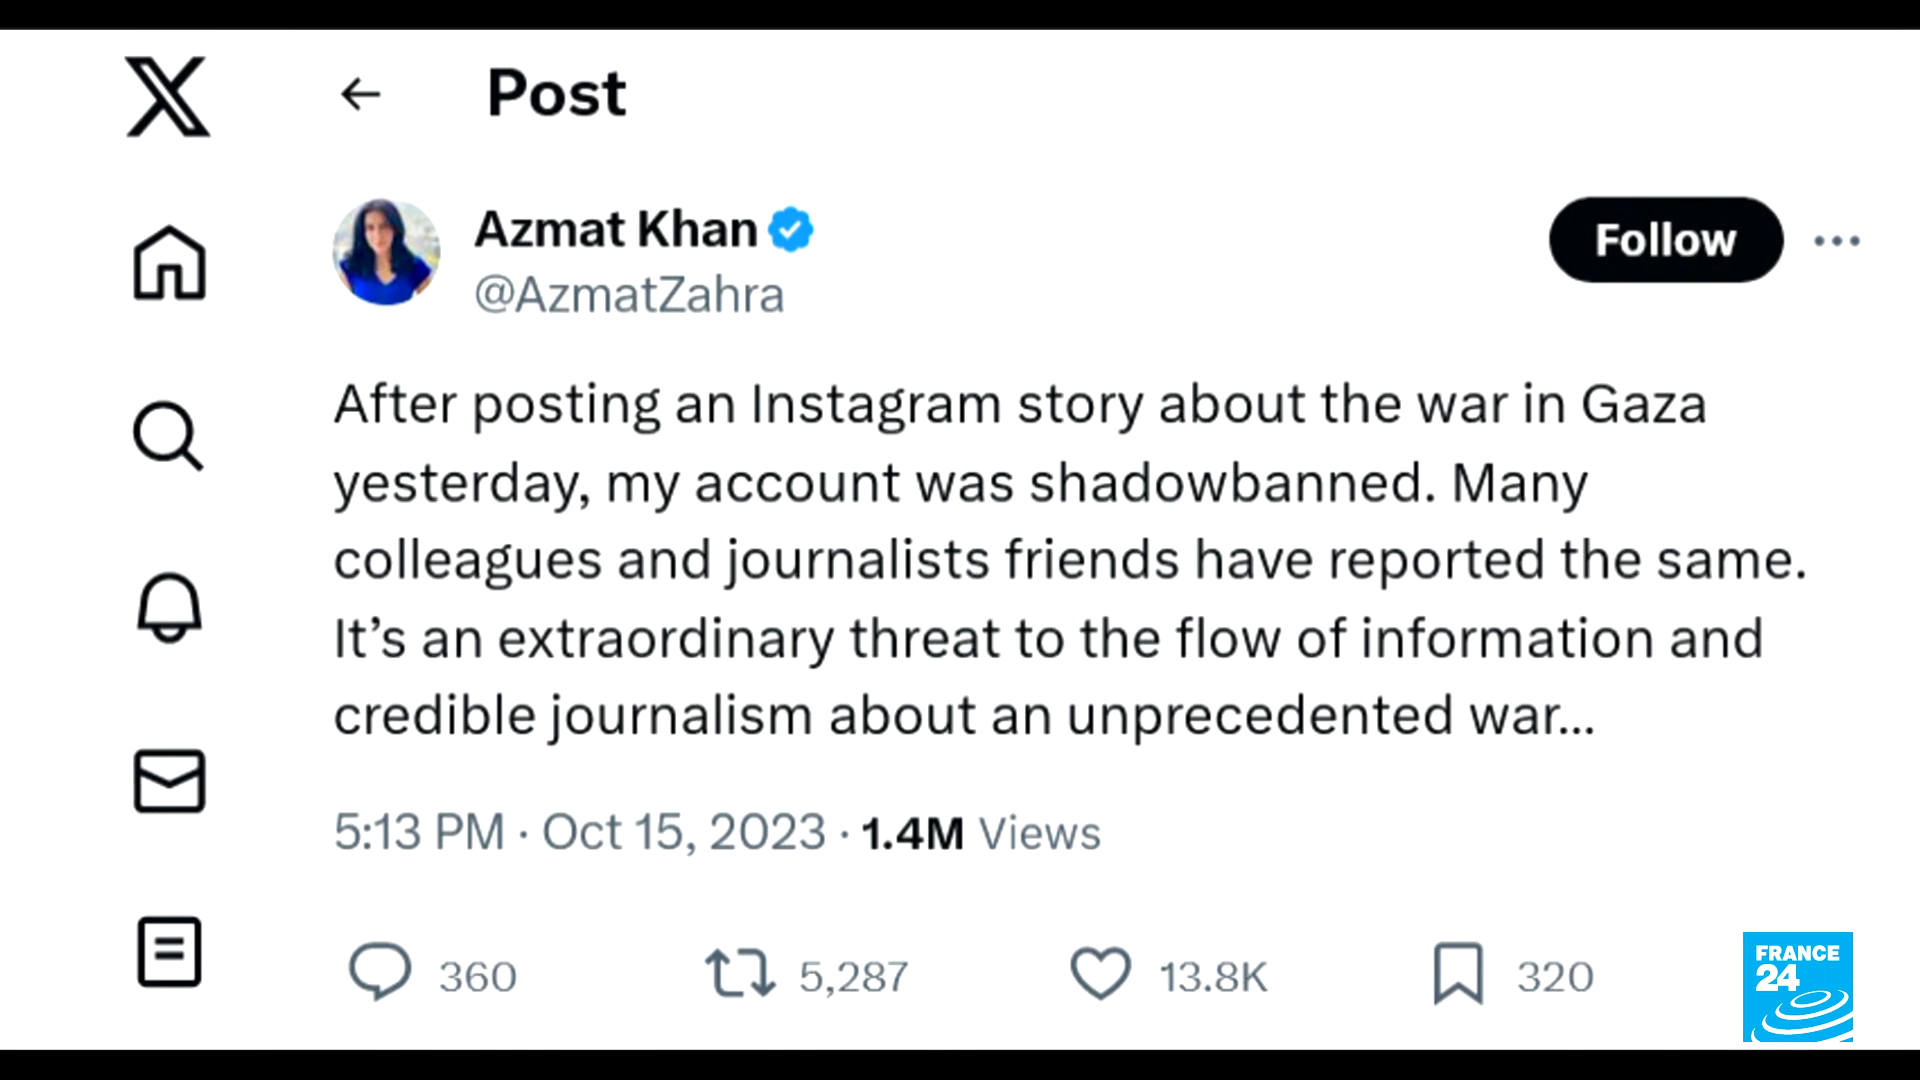 Post
Azmat Khan
@AzmatZahra
Follow
After posting an Instagram story about the war in Gaza
yesterday, my account was shadowbanned. Many
colleagues and journalists friends have reported the same.
It’s an extraordinary threat to the flow of information and
credible journalism about an unprecedented war...
5:13 PM · Oct 15, 2023 · 1.4M Views
360 5,287 13.8K 320
FRANCE
24